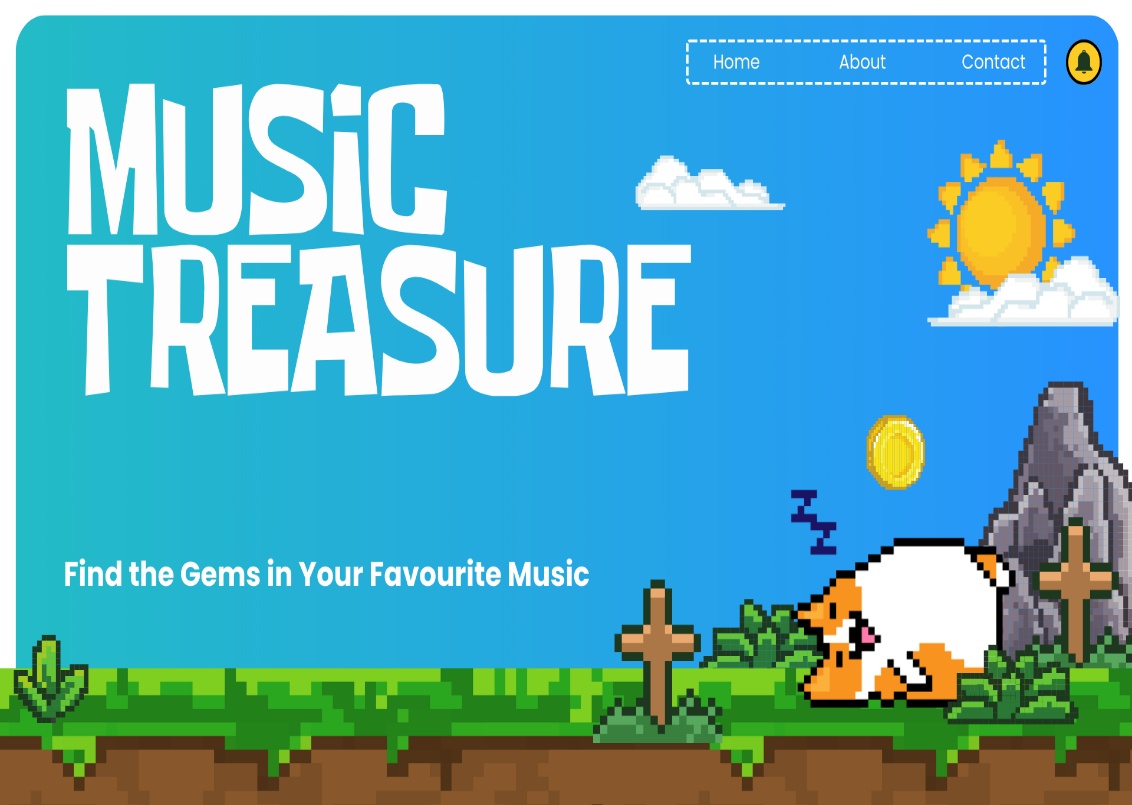 Home About Contact
MUSiC
TREASURE
Z
Z
Find the Gems in Your Favourite Music